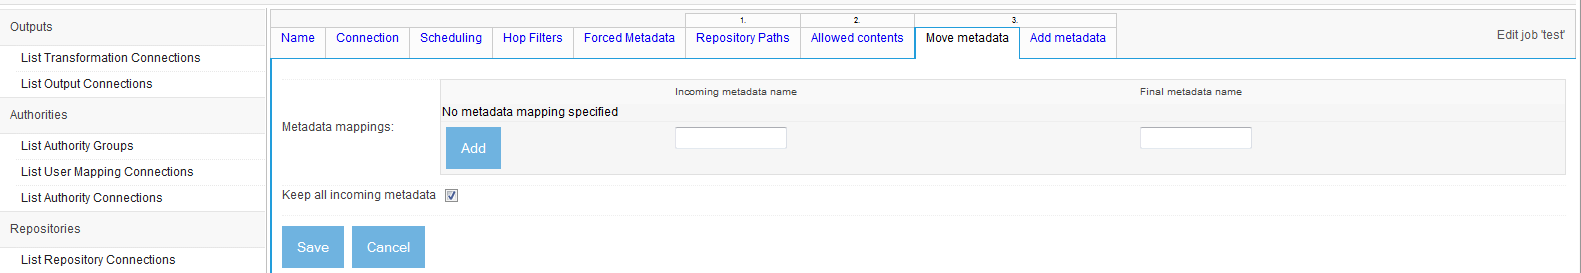 Outputs
List Transformation Connections
List Output Connections
Authorities
List Authority Groups
List User Mapping Connections
List Authority Connections
Repositories
List Repository Connections
1. 2. 3.
Name Connection Scheduling Hop Filters Forced Metadata Repository Paths Allowed contents Move metadata Add metadata
Edit job 'test'
Incoming metadata name Final metadata name
No metadata mapping specified
Metadata mappings:
Add
Keep all incoming metadata
Save Cancel